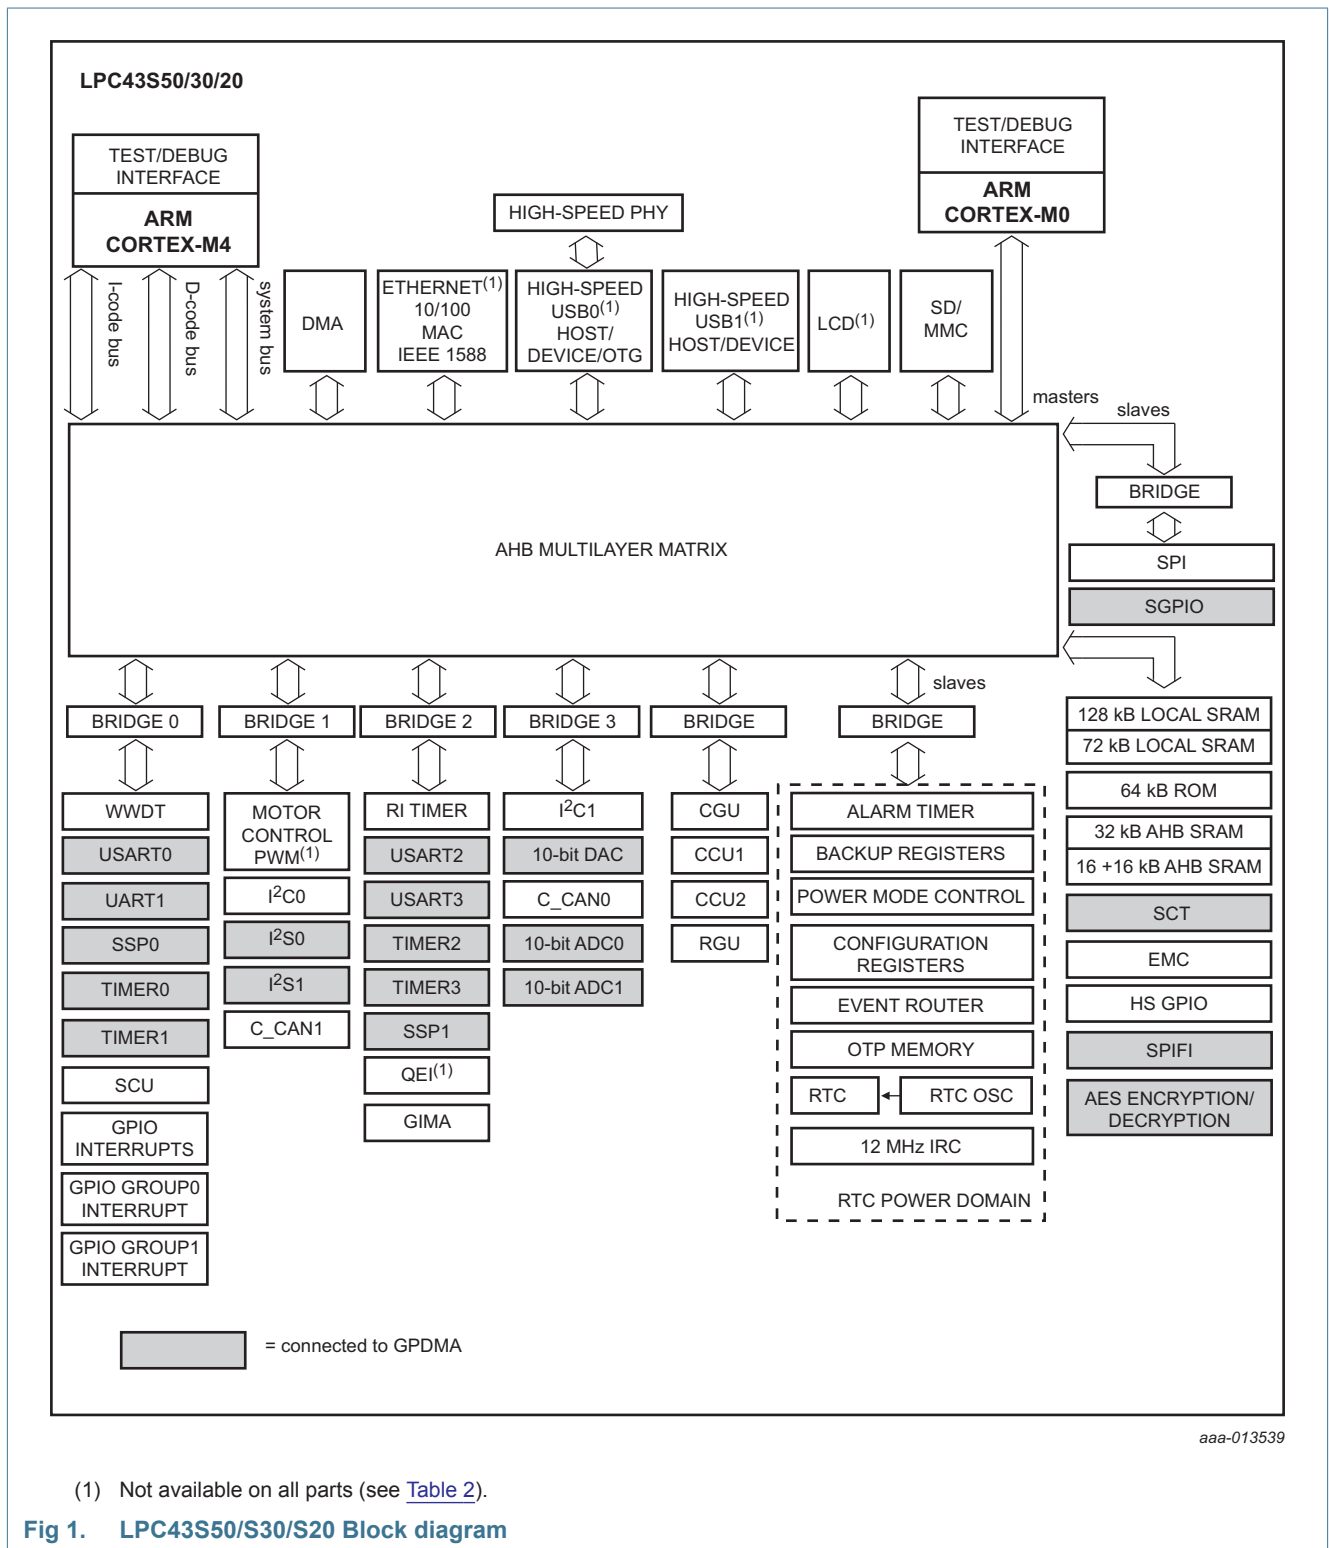 LPC43S50/30/20
TEST/DEBUG
INTERFACE
ARM
CORTEX-M4
TEST/DEBUG
INTERFACE
ARM
CORTEX-M0
HIGH-SPEED PHY
I-code bus
D-code bus
system bus
DMA
ETHERNET(1)
10/100
MAC
IEEE 1588
HIGH-SPEED
USB0(1)
HOST/
DEVICE/OTG
HIGH-SPEED
USB1(1)
HOST/DEVICE
LCD(1)
SD/
MMC
masters
slaves
BRIDGE
SPI
SGPIO
AHB MULTILAYER MATRIX
slaves
BRIDGE 0
BRIDGE 1
BRIDGE 2
BRIDGE 3
BRIDGE
BRIDGE
WWDT
USART0
UART1
SSP0
TIMER0
TIMER1
SCU
GPIO
INTERRUPTS
GPIO GROUP0
INTERRUPT
GPIO GROUP1
INTERRUPT
MOTOR
CONTROL
PWM(1)
I2C0
I2S0
I2S1
C_CAN1
RI TIMER
USART2
USART3
TIMER2
TIMER3
SSP1
QEI(1)
GIMA
I2C1
10-bit DAC
C_CAN0
10-bit ADC0
10-bit ADC1
CGU
CCU1
CCU2
RGU
ALARM TIMER
BACKUP REGISTERS
POWER MODE CONTROL
CONFIGURATION
REGISTERS
EVENT ROUTER
OTP MEMORY
RTC
RTC OSC
12 MHz IRC
RTC POWER DOMAIN
128 kB LOCAL SRAM
72 kB LOCAL SRAM
64 kB ROM
32 kB AHB SRAM
16 +16 kB AHB SRAM
SCT
EMC
HS GPIO
SPIFI
AES ENCRYPTION/
DECRYPTION
= connected to GPDMA
aaa-013539
(1) Not available on all parts (see Table 2).
Fig 1. LPC43S50/S30/S20 Block diagram